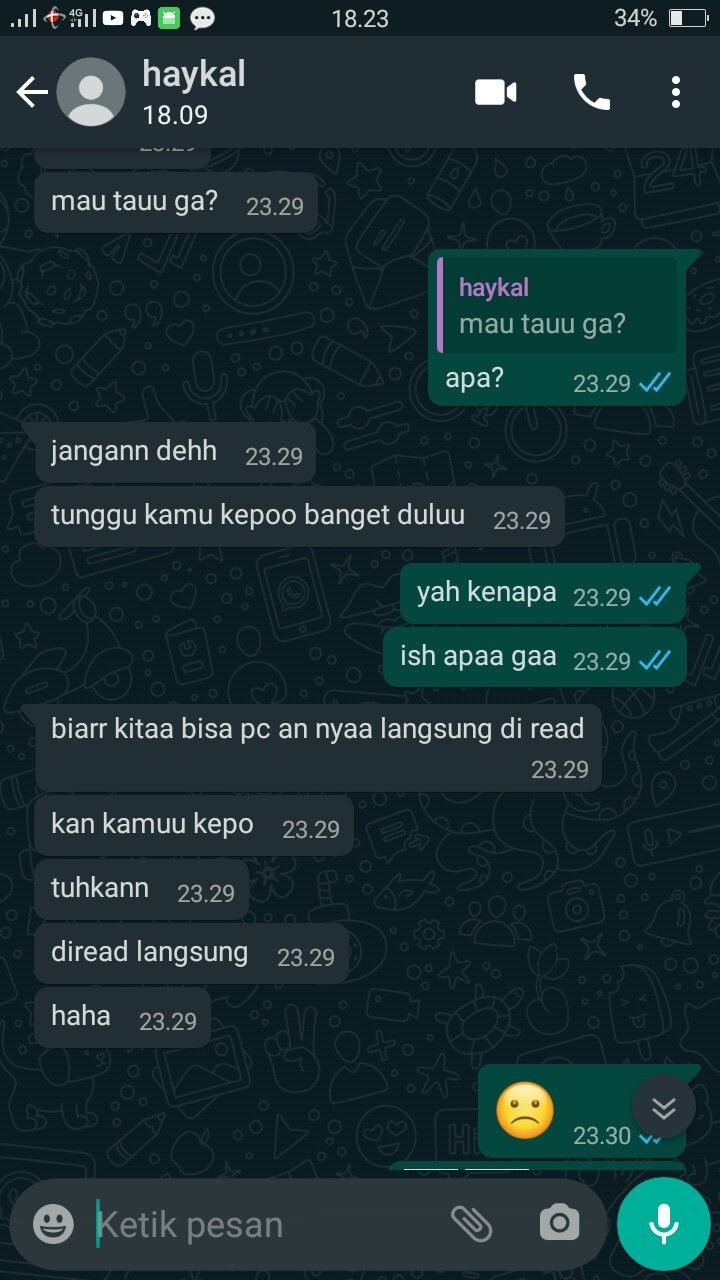 4G
18.23
34%
haykal
18.09
mau tauu ga? 23.29
haykal
mau tauu ga?
apa? 23.29
jangann dehh 23.29
tunggu kamu kepoo banget duluu 23.29
yah kenapa 23.29
ish apaa gaa 23.29
biarr kitaa bisa pc an nyaa langsung di read
23.29
kan kamuu kepo 23.29
tuhkann 23.29
diread langsung 23.29
haha 23.29
23.30
Ketik pesan